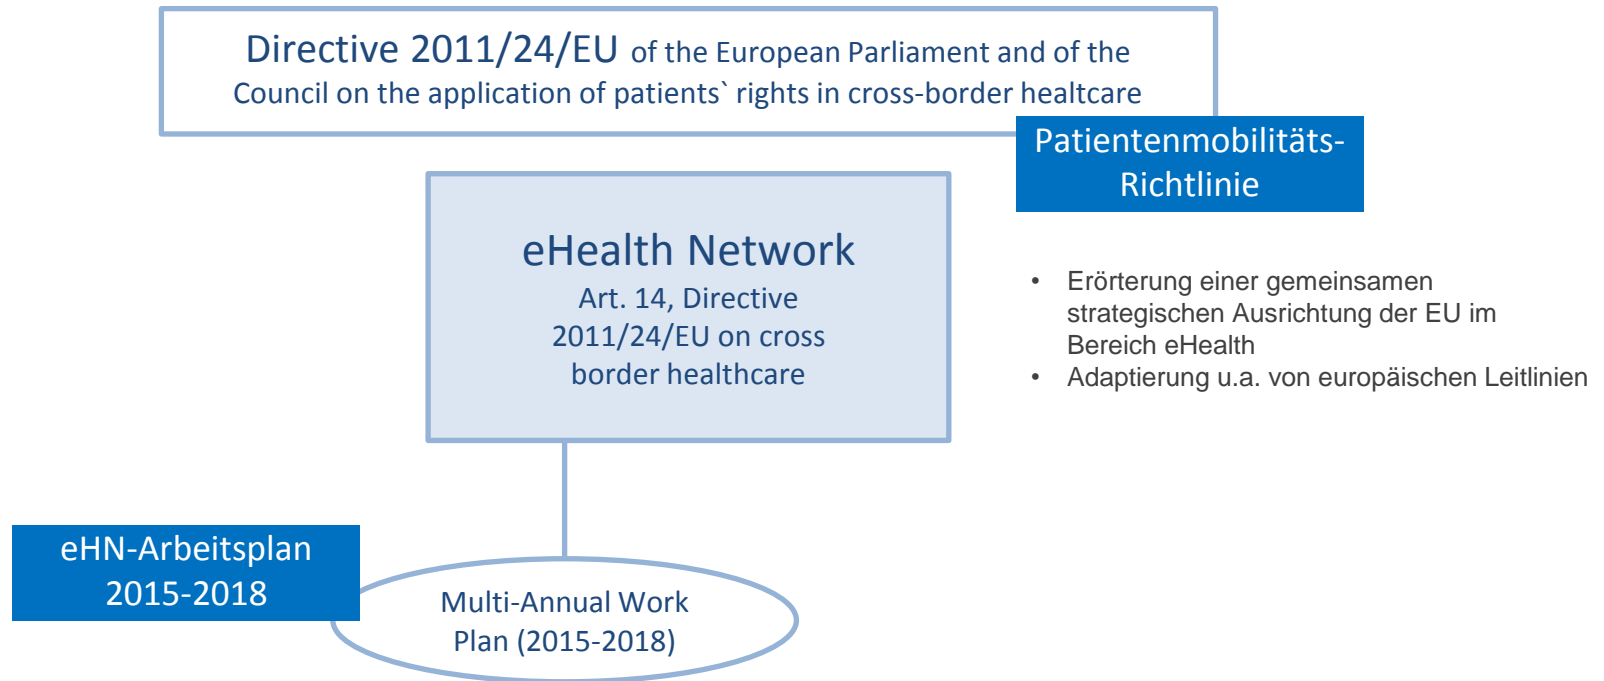 Directive 2011/24/EU of the European Parliament and of the
Council on the application of patients` rights in cross-border healtcare
Patientenmobilitäts-
Richtlinie
eHealth Network
Art. 14, Directive
2011/24/EU on cross
border healthcare
• Erörterung einer gemeinsamen
strategischen Ausrichtung der EU im
Bereich eHealth
• Adaptierung u.a. von europäischen Leitlinien
eHN-Arbeitsplan
2015-2018
Multi-Annual Work
Plan (2015-2018)